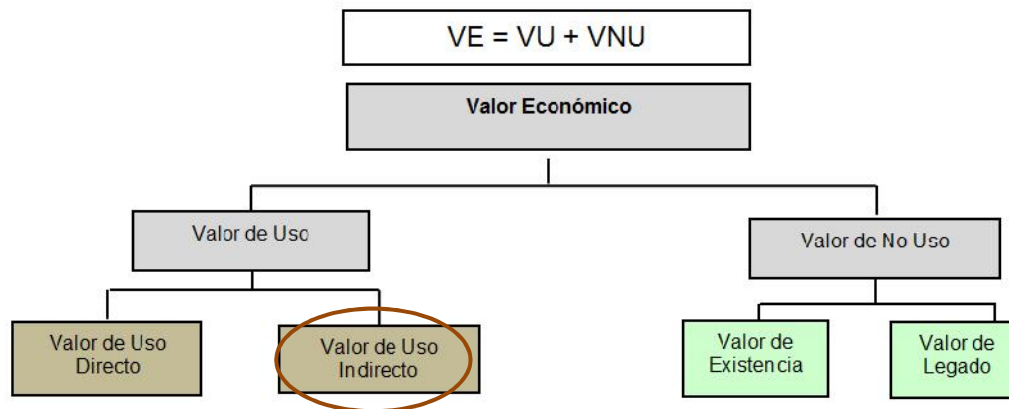 VE = VU + VNU
Valor Económico
Valor de Uso
Valor de No Uso
Valor de Uso
Directo
Valor de Uso
Indirecto
Valor de
Existencia
Valor de
Legado